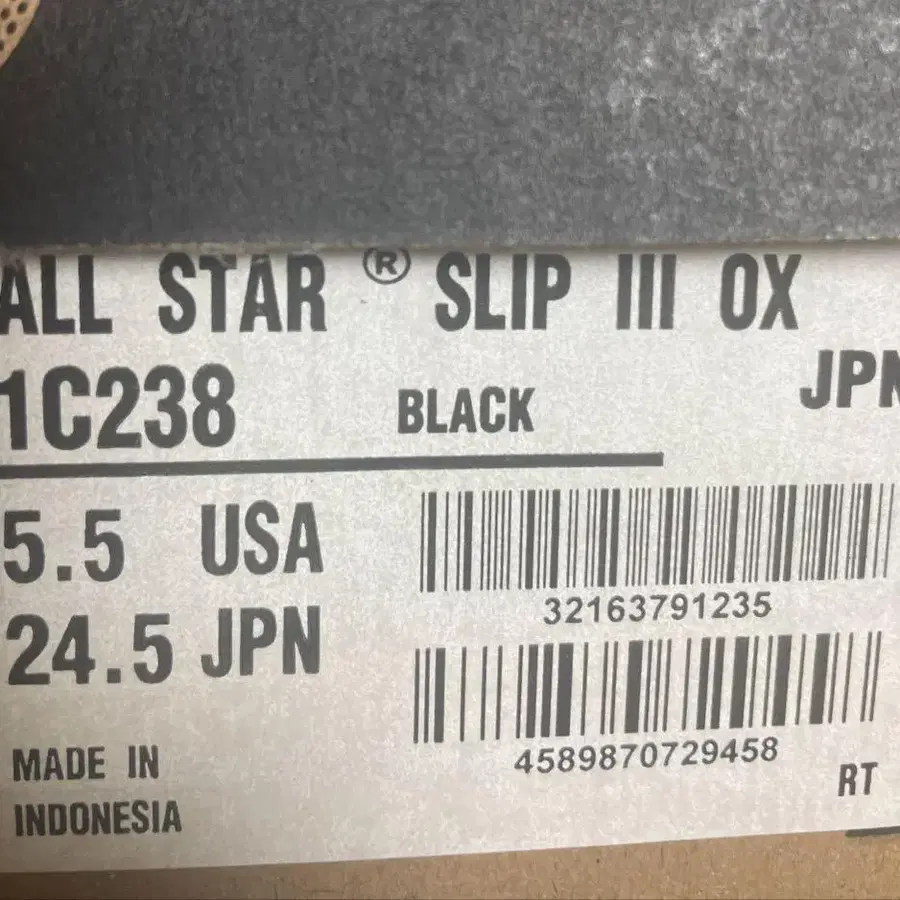 ALL STAR ® SLIP III OX
1C238 BLACK JPN
5.5 USA
24.5 JPN
32163791235
4589870729458
MADE IN
INDONESIA
RT